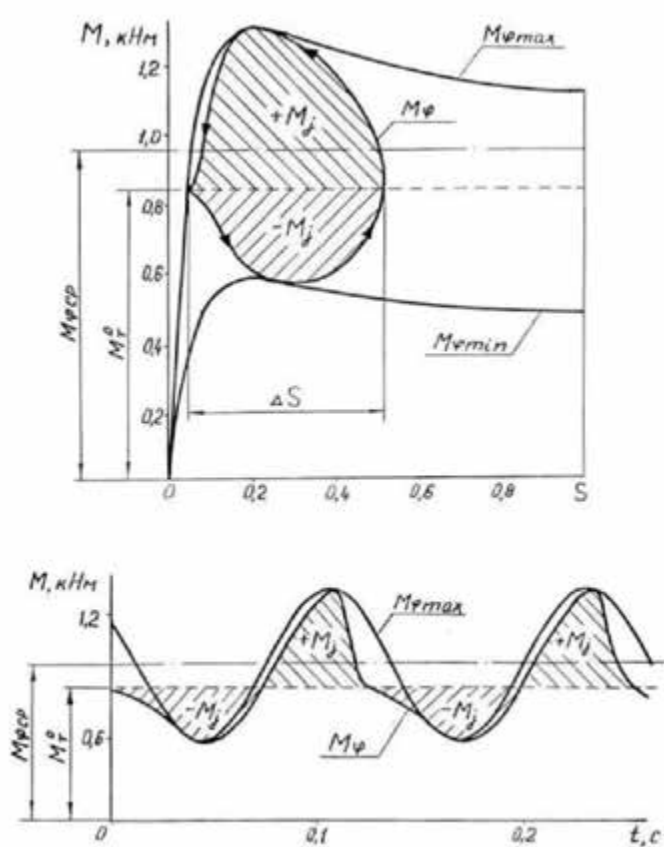 M, кНм
Mφmax
1,2
+Mj
Mφ
1,0
0,8
-Mj
0,6
Mφср
Mт⁰
0,4
Mφmin
0,2
ΔS
0
0,2
0,4
0,6
0,8
S
M, кНм
Mφmax
1,2
+Mj
+Mj
Mφср
Mт⁰
-Mj
-Mj
0,6
Mφ
0
0,1
0,2
t, c